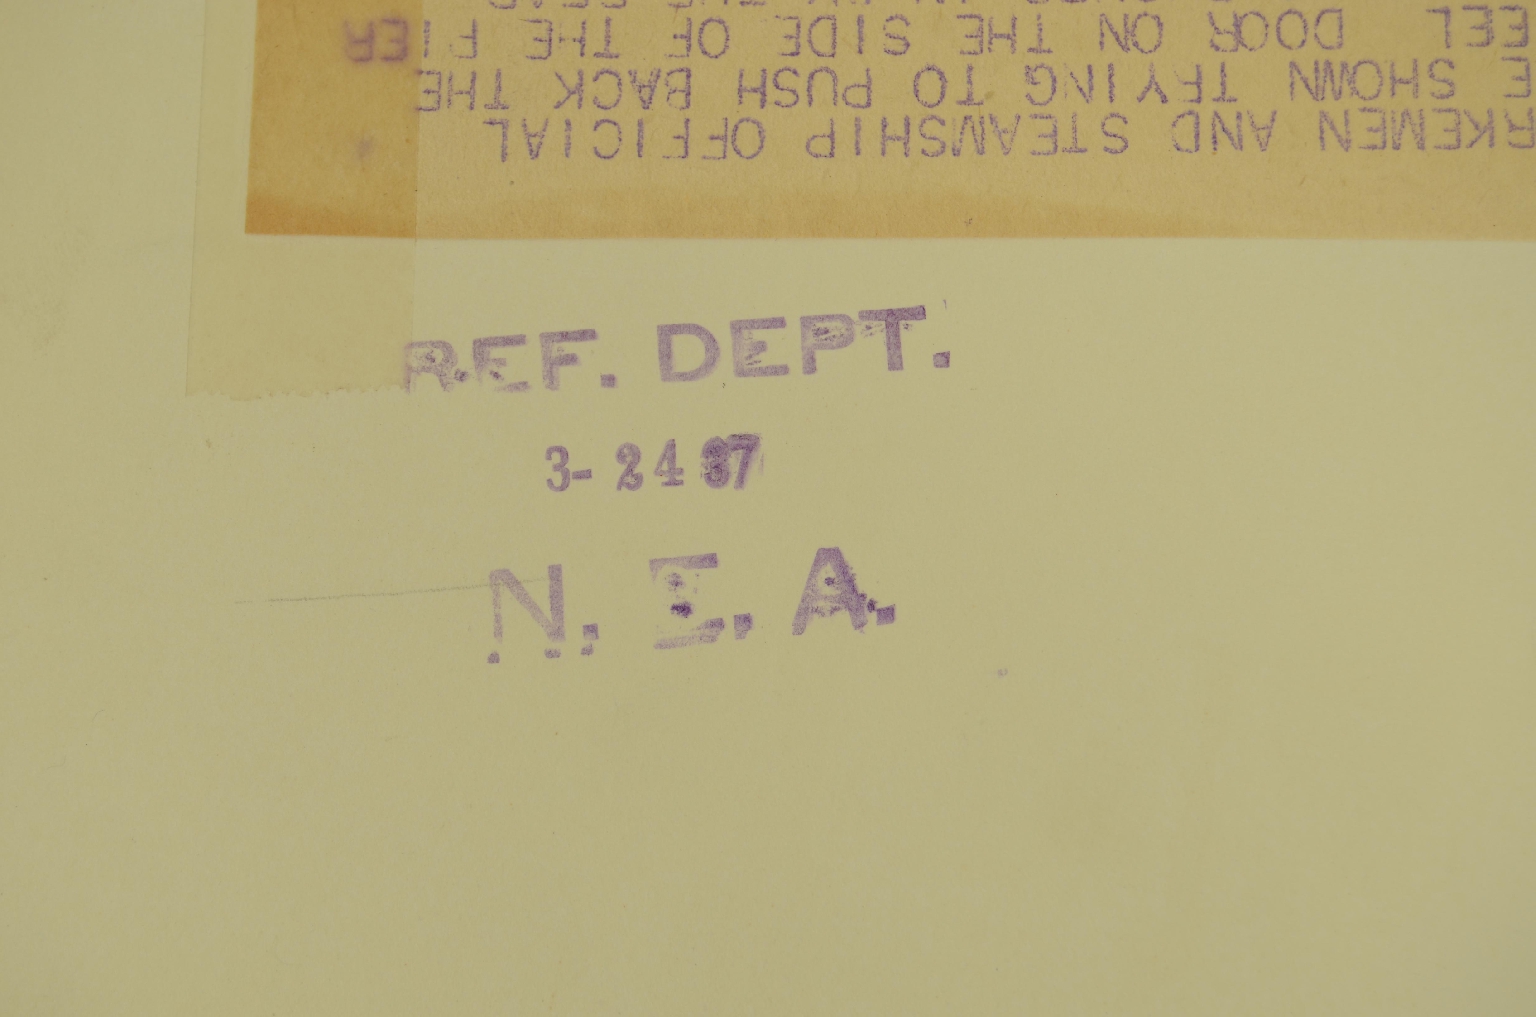 RKEMEN AND STEAMSHIP OFFICIAL
E SHOWN TRYING TO PUSH BACK THE
EEL DOOR ON THE SIDE OF THE PIER
REF. DEPT.
3-24 37
N. E. A.